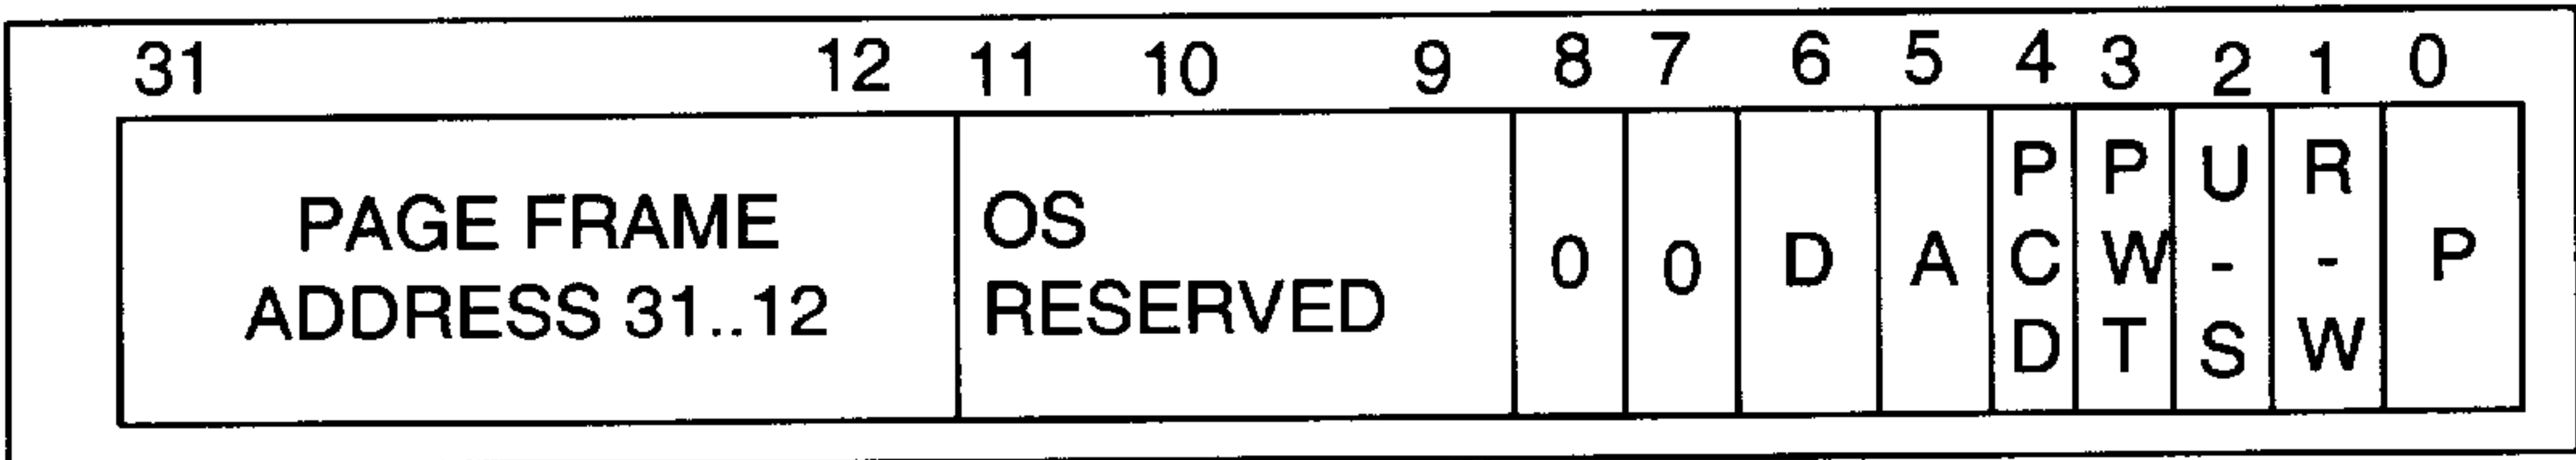 31 12 11 10 9 8 7 6 5 4 3 2 1 0
PAGE FRAME
ADDRESS 31..12
OS
RESERVED
0
0
D
A
P
C
D
P
W
T
U
-
S
R
-
W
P